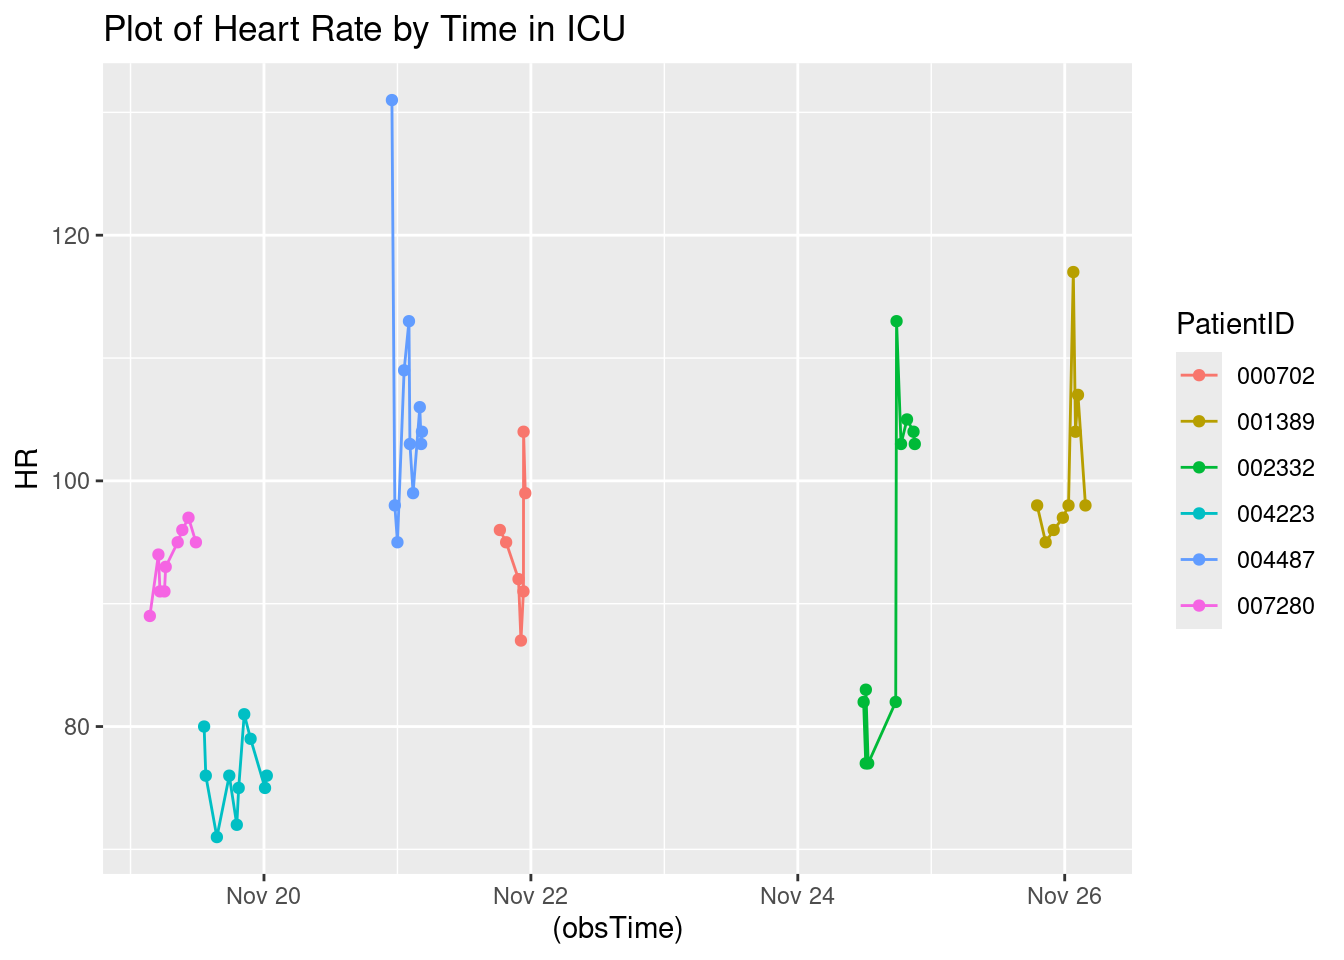 Plot of Heart Rate by Time in ICU
HR
120
100
80
Nov 20
Nov 22
Nov 24
Nov 26
(obsTime)
PatientID
000702
001389
002332
004223
004487
007280